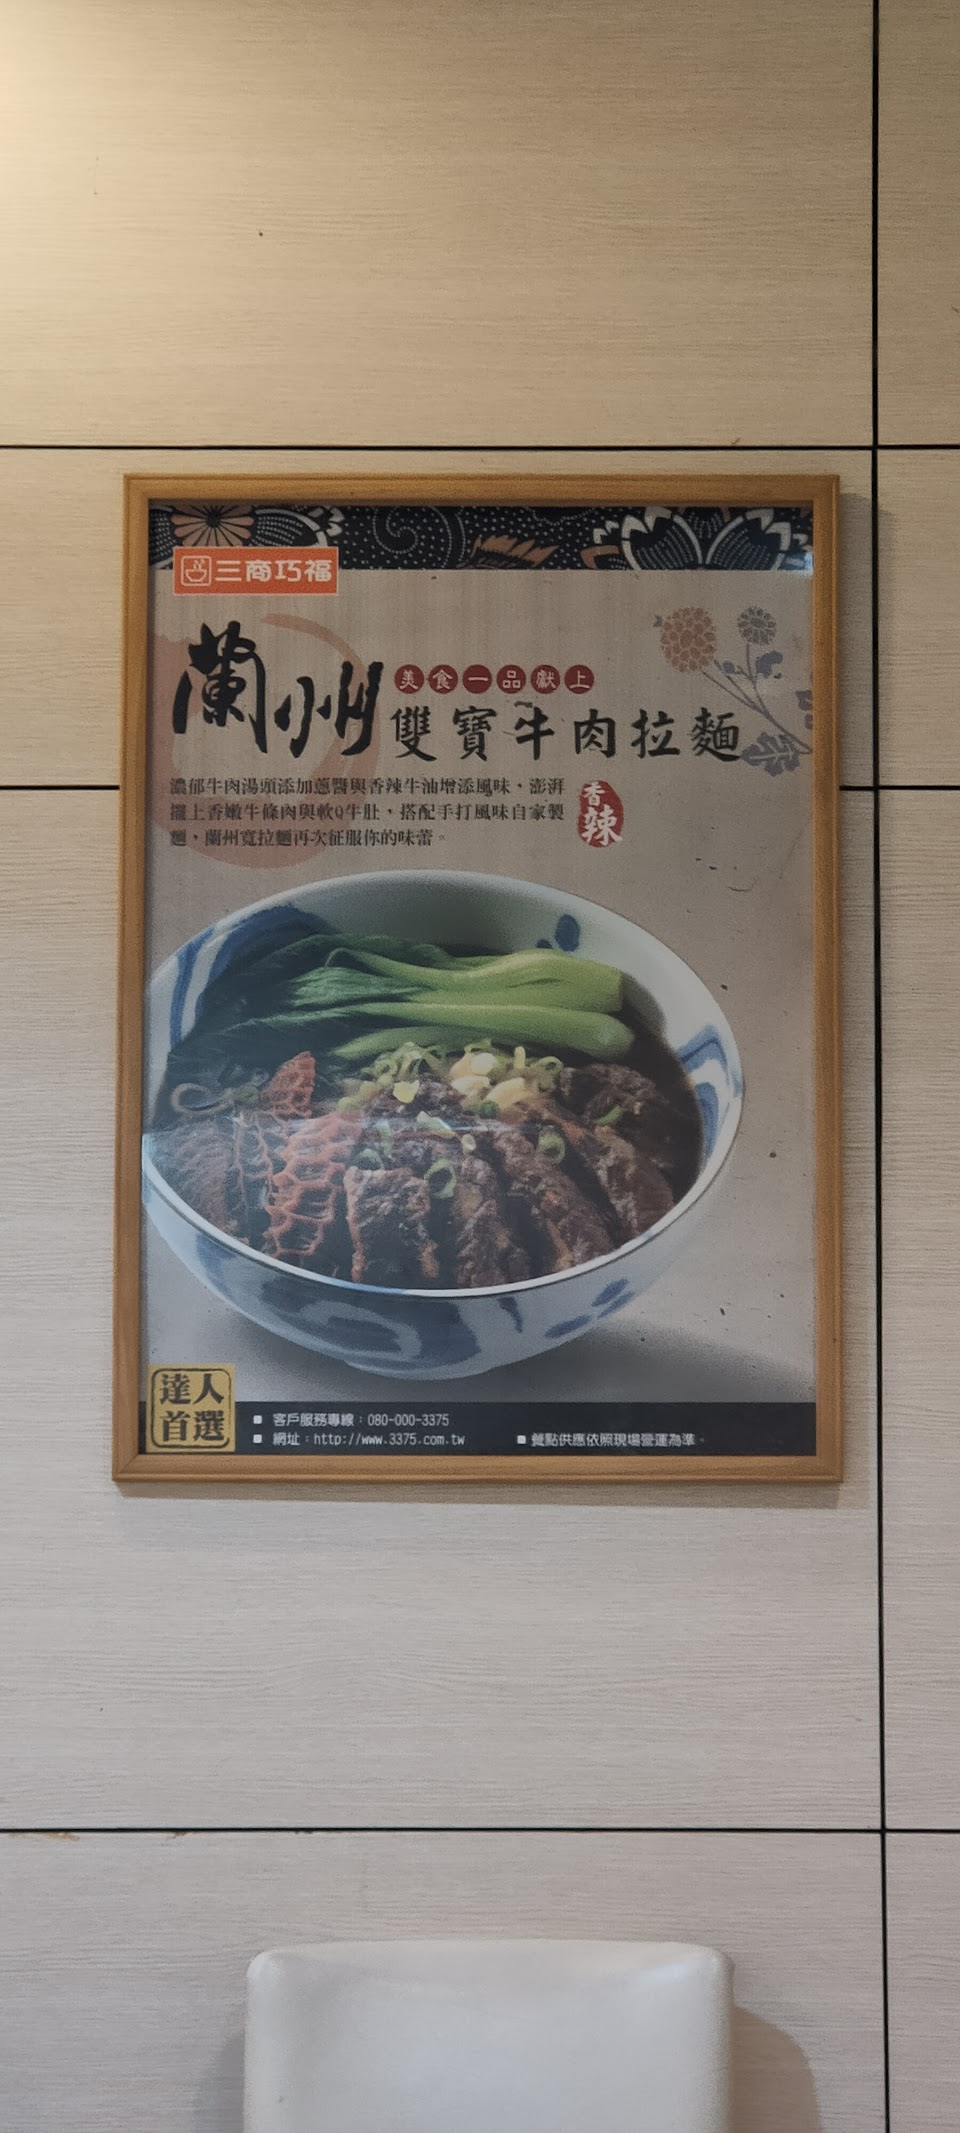 三商巧福
蘭州
美食一品獻上
雙寶牛肉拉麵
濃郁牛肉湯頭添加蔥醬與香辣牛油增添風味，澎湃
擺上香嫩牛條肉與軟Q牛肚，搭配手打風味自家製
麵，蘭州寬拉麵再次征服你的味蕾。
香辣
達人
首選
■ 客戶服務專線：080-000-3375
■ 網址：http://www.3375.com.tw
■ 餐點供應依照現場營運為準。